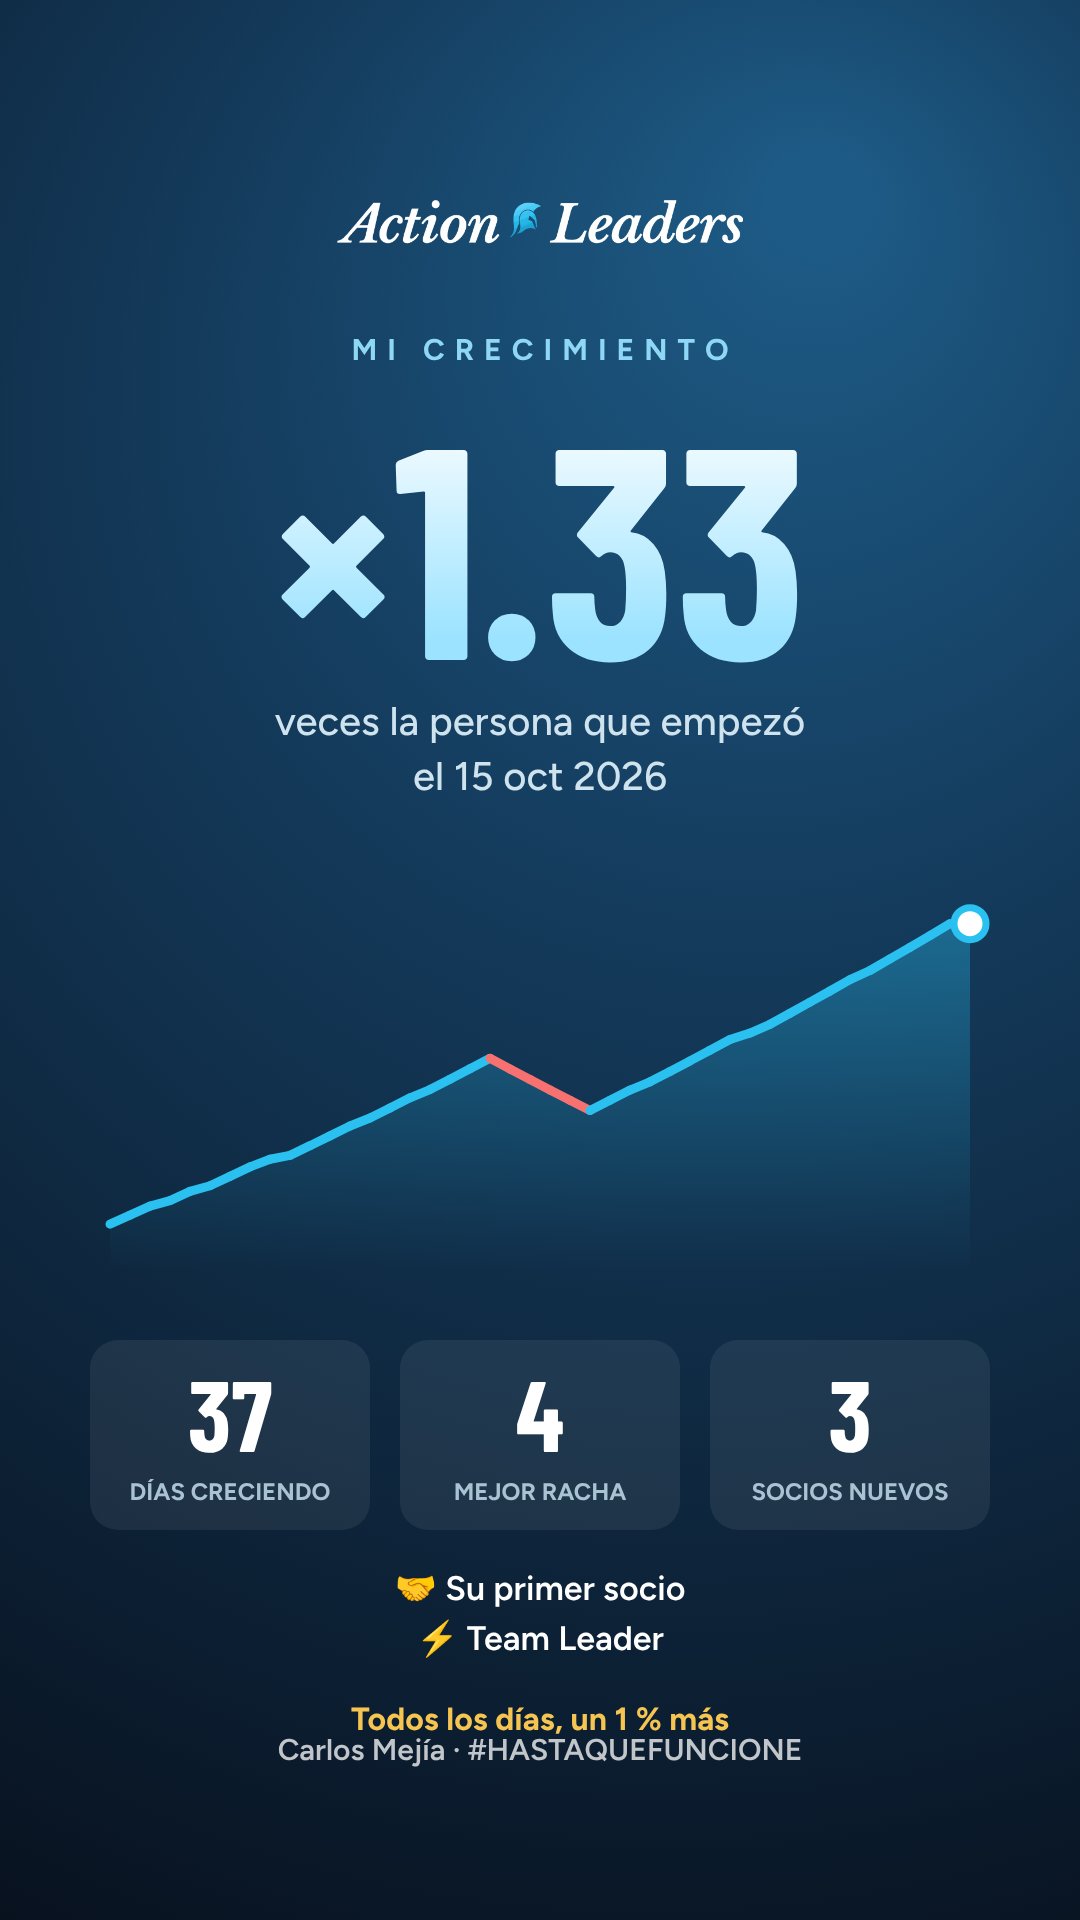 Action Leaders
MI CRECIMIENTO
×1.33
veces la persona que empezó
el 15 oct 2026
37
DÍAS CRECIENDO
4
MEJOR RACHA
3
SOCIOS NUEVOS
🤝 Su primer socio
⚡ Team Leader
Todos los días, un 1 % más
Carlos Mejía · #HASTAQUEFUNCIONE